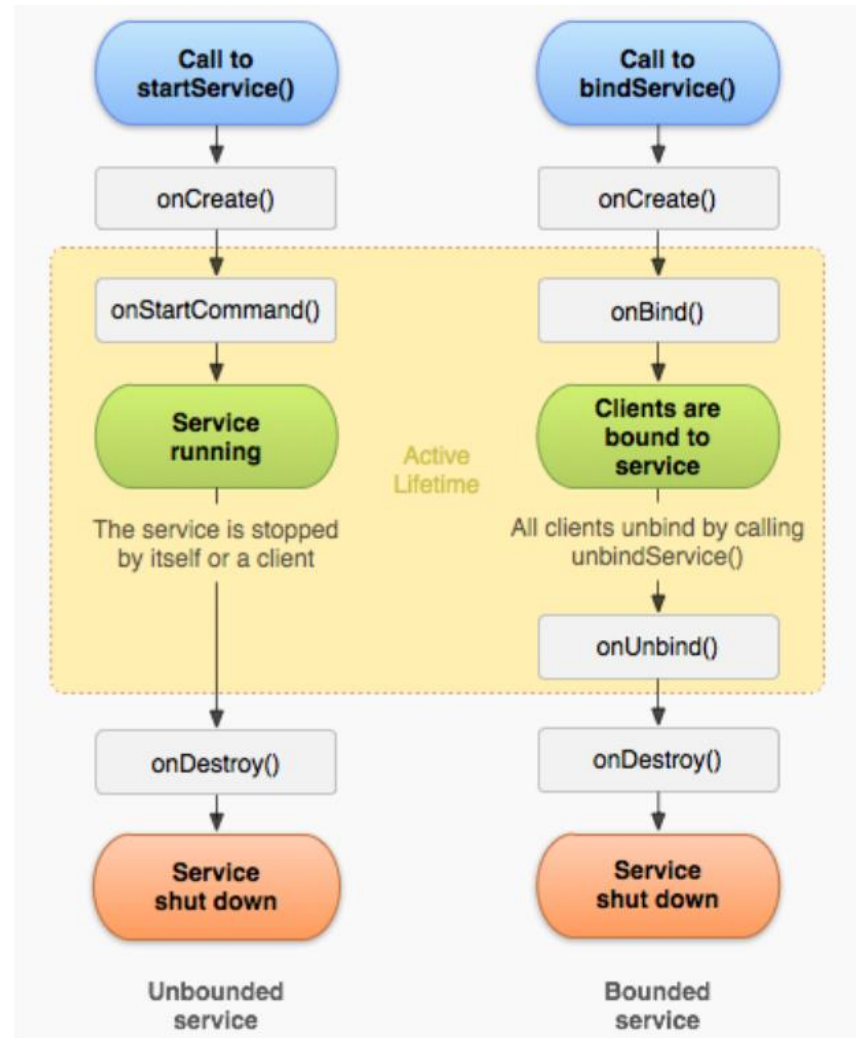 Call to
startService()
onCreate()
onStartCommand()
Service
running
The service is stopped
by itself or a client
onDestroy()
Service
shut down
Unbounded
service
Active
Lifetime
Call to
bindService()
onCreate()
onBind()
Clients are
bound to
service
All clients unbind by calling
unbindService()
onUnbind()
onDestroy()
Service
shut down
Bounded
service